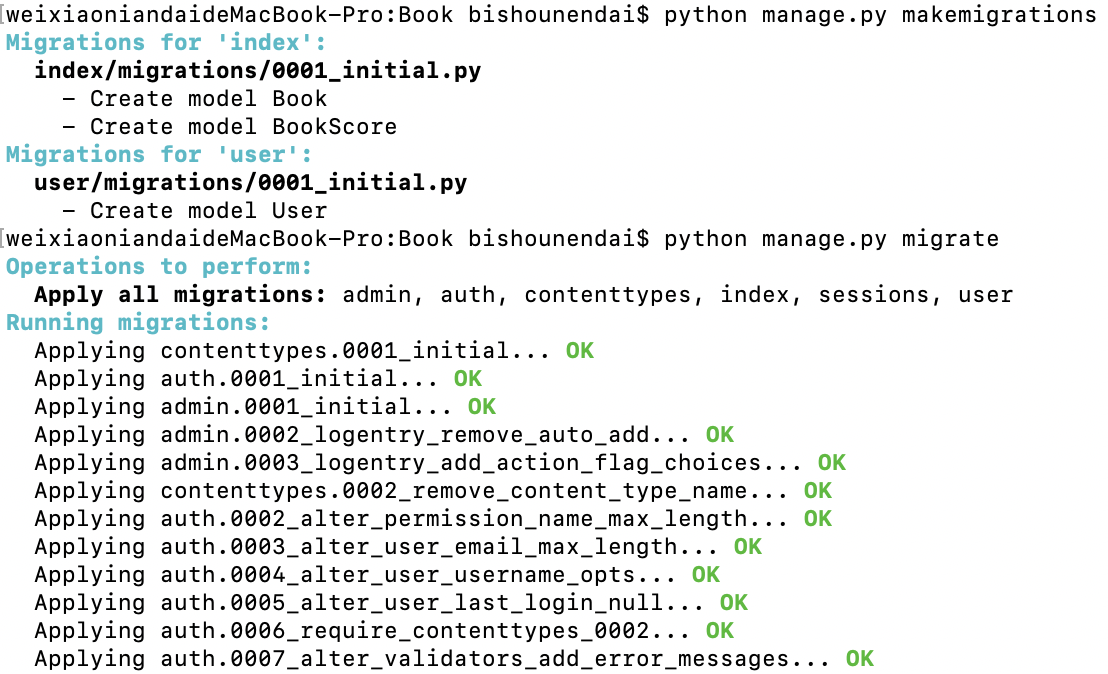 weixiaoniandaideMacBook-Pro:Book bishounendai$ python manage.py makemigrations
Migrations for 'index':
index/migrations/0001_initial.py
- Create model Book
- Create model BookScore
Migrations for 'user':
user/migrations/0001_initial.py
- Create model User
weixiaoniandaideMacBook-Pro:Book bishounendai$ python manage.py migrate
Operations to perform:
Apply all migrations: admin, auth, contenttypes, index, sessions, user
Running migrations:
Applying contenttypes.0001_initial... OK
Applying auth.0001_initial... OK
Applying admin.0001_initial... OK
Applying admin.0002_logentry_remove_auto_add... OK
Applying admin.0003_logentry_add_action_flag_choices... OK
Applying contenttypes.0002_remove_content_type_name... OK
Applying auth.0002_alter_permission_name_max_length... OK
Applying auth.0003_alter_user_email_max_length... OK
Applying auth.0004_alter_user_username_opts... OK
Applying auth.0005_alter_user_last_login_null... OK
Applying auth.0006_require_contenttypes_0002... OK
Applying auth.0007_alter_validators_add_error_messages... OK